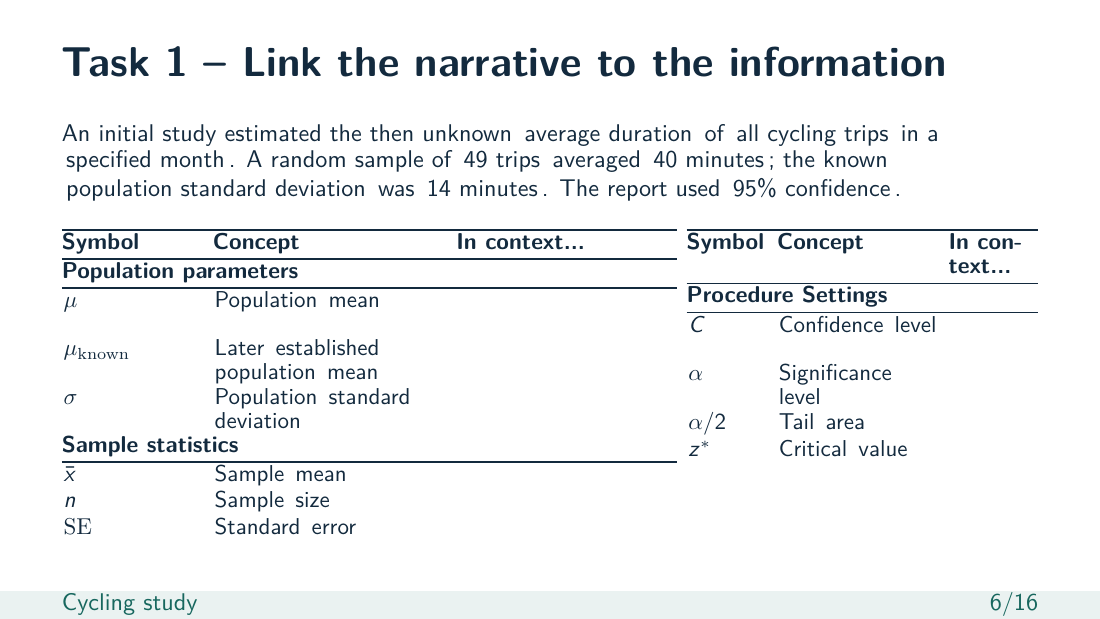 Task 1 – Link the narrative to the information
An initial study estimated the then unknown average duration of all cycling trips in a
specified month. A random sample of 49 trips averaged 40 minutes; the known
population standard deviation was 14 minutes. The report used 95% confidence.
Symbol Concept In context...
Population parameters
μ Population mean
μknown Later established
population mean
σ Population standard
deviation
Sample statistics
x̄ Sample mean
n Sample size
SE Standard error
Symbol Concept In con-
text...
Procedure Settings
C Confidence level
α Significance
level
α/2 Tail area
z* Critical value
Cycling study 6/16